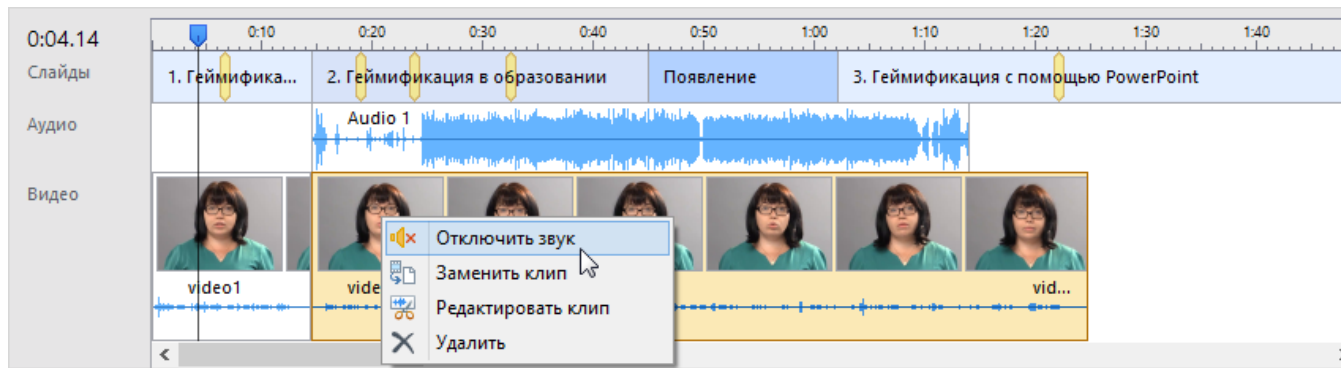 0:04.14
0:10 0:20 0:30 0:40 0:50 1:00 1:10 1:20 1:30 1:40
Слайды
1. Геймифика... 2. Геймификация в образовании Появление 3. Геймификация с помощью PowerPoint
Аудио
Audio 1
Видео
Отключить звук
Заменить клип
video1 vide vid...
Редактировать клип
Удалить